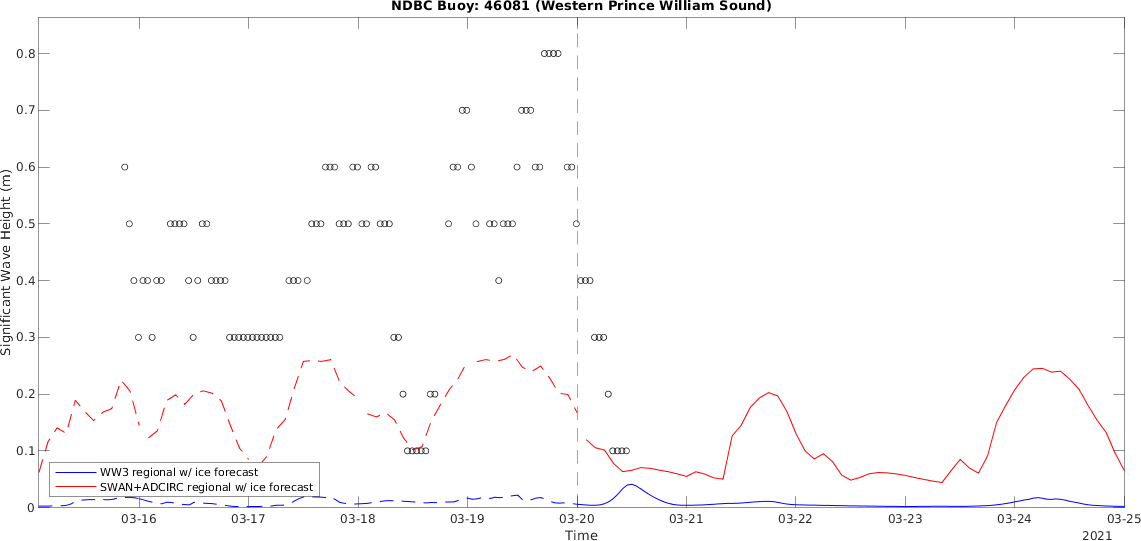 NDBC Buoy: 46081 (Western Prince William Sound)
Significant Wave Height (m)
0.8
0.7
0.6
0.5
0.4
0.3
0.2
0.1
0
WW3 regional w/ ice forecast
SWAN+ADCIRC regional w/ ice forecast
03-16 03-17 03-18 03-19 03-20 03-21 03-22 03-23 03-24 03-25
Time
2021